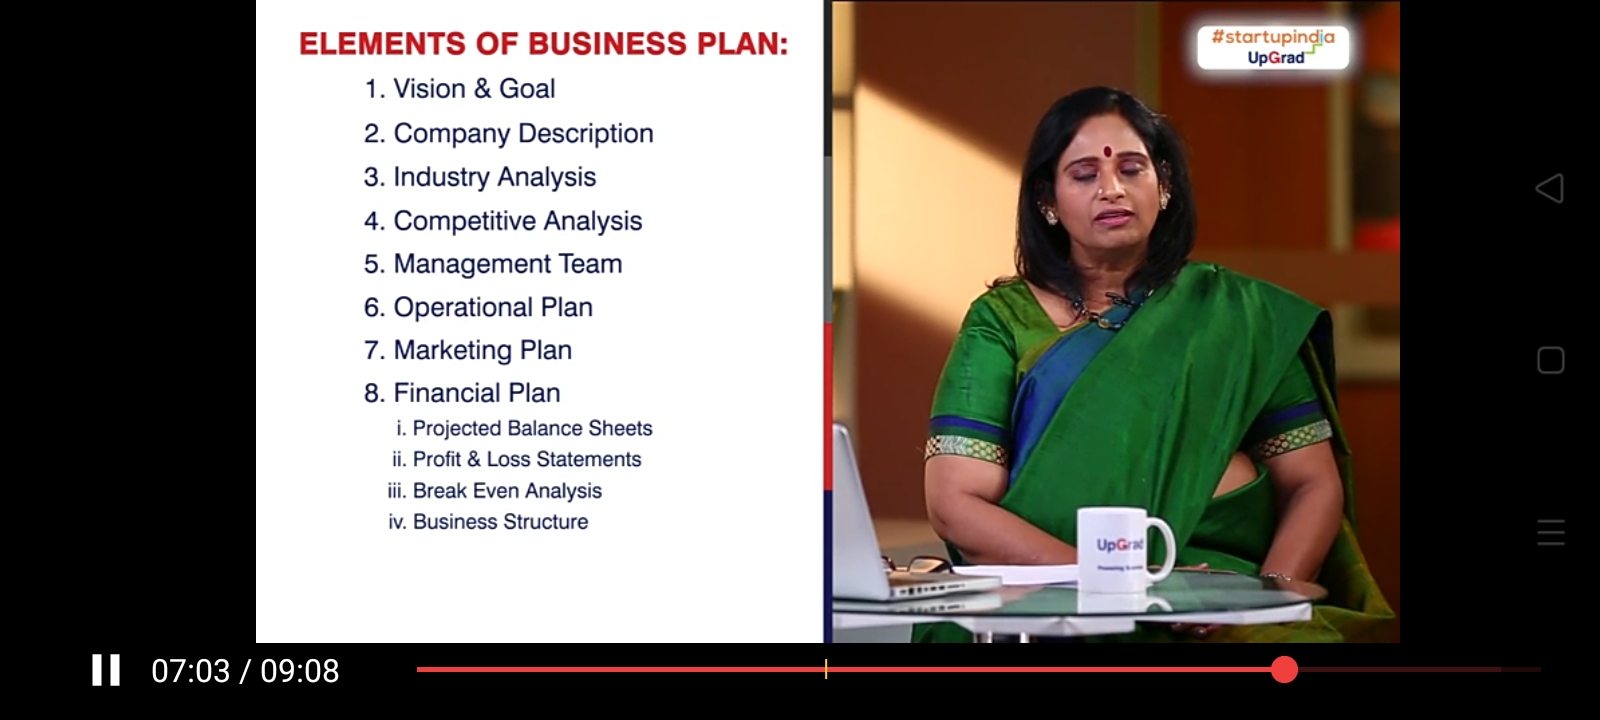 ELEMENTS OF BUSINESS PLAN:
1. Vision & Goal
2. Company Description
3. Industry Analysis
4. Competitive Analysis
5. Management Team
6. Operational Plan
7. Marketing Plan
8. Financial Plan
i. Projected Balance Sheets
ii. Profit & Loss Statements
iii. Break Even Analysis
iv. Business Structure
#startupindia
UpGrad
UpGrad
07:03 / 09:08